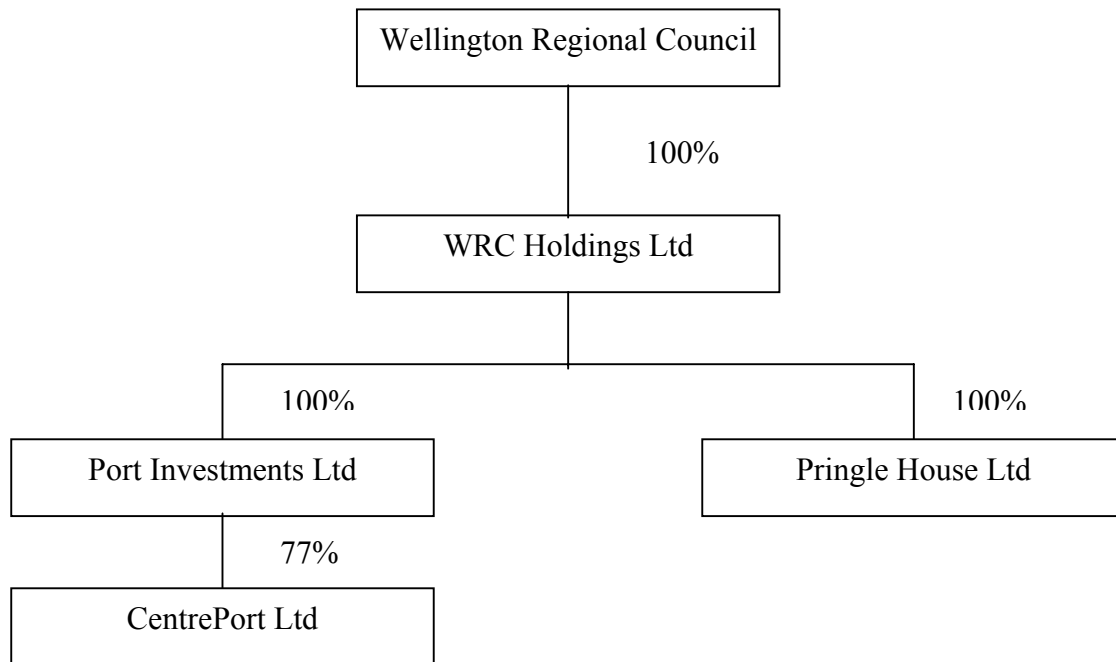 Wellington Regional Council
100%
WRC Holdings Ltd
100%
100%
Port Investments Ltd
Pringle House Ltd
77%
CentrePort Ltd